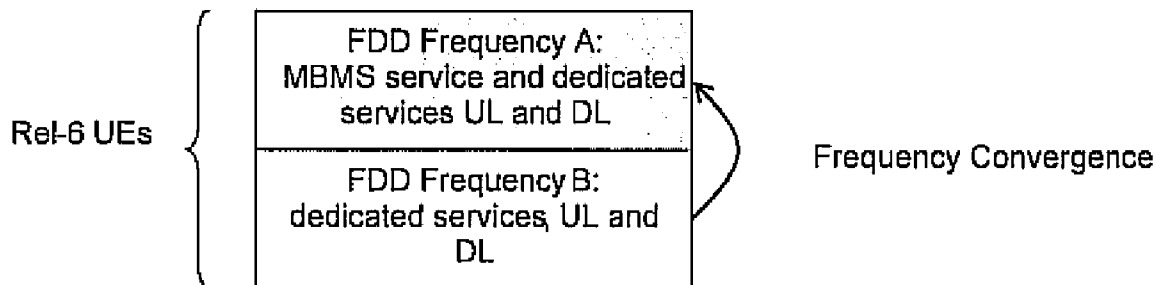 FDD Frequency A:
MBMS service and dedicated
services UL and DL
Rel-6 UEs
Frequency Convergence
FDD Frequency B:
dedicated services, UL and
DL